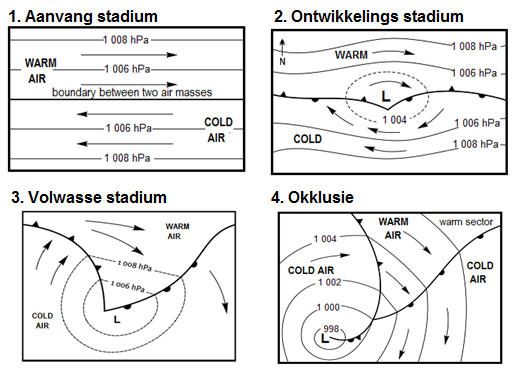 1. Aanvang stadium
1 008 hPa
WARM
AIR
1 006 hPa
boundary between two air masses
1 006 hPa
COLD
AIR
1 008 hPa
2. Ontwikkelings stadium
N
WARM
1 008 hPa
1 006 hPa
L
1 004
COLD
1 006 hPa
1 008 hPa
3. Volwasse stadium
WARM
AIR
1 008 hPa
1 006 hPa
COLD
AIR
L
4. Okklusie
WARM
AIR
warm sector
1 004
COLD AIR
COLD
AIR
1 002
1 000
998
L